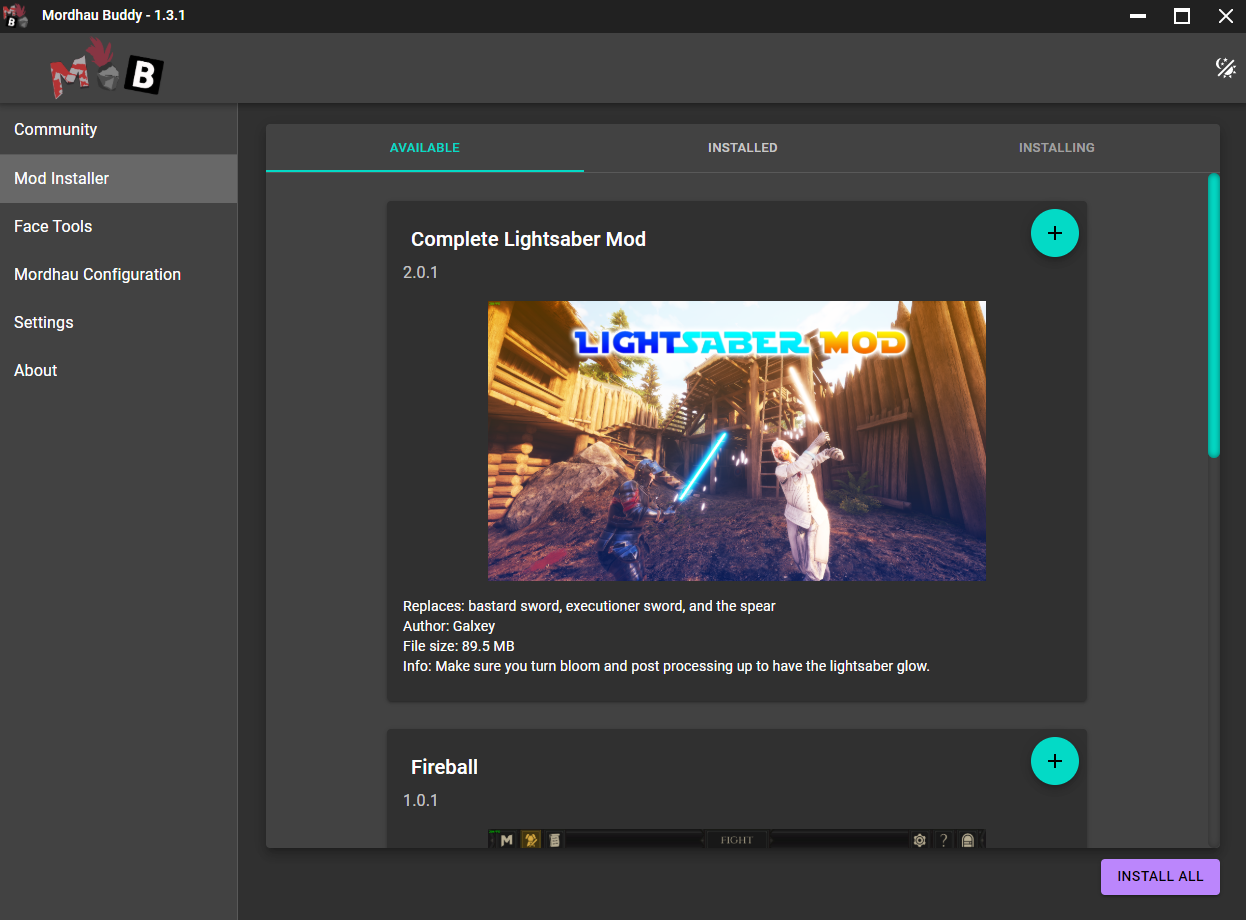 Mordhau Buddy - 1.3.1
M B
Community
Mod Installer
Face Tools
Mordhau Configuration
Settings
About
AVAILABLE
INSTALLED
INSTALLING
Complete Lightsaber Mod
2.0.1
LIGHTSABER MOD
Replaces: bastard sword, executioner sword, and the spear
Author: Galxey
File size: 89.5 MB
Info: Make sure you turn bloom and post processing up to have the lightsaber glow.
Fireball
1.0.1
M FIGHT ?
INSTALL ALL